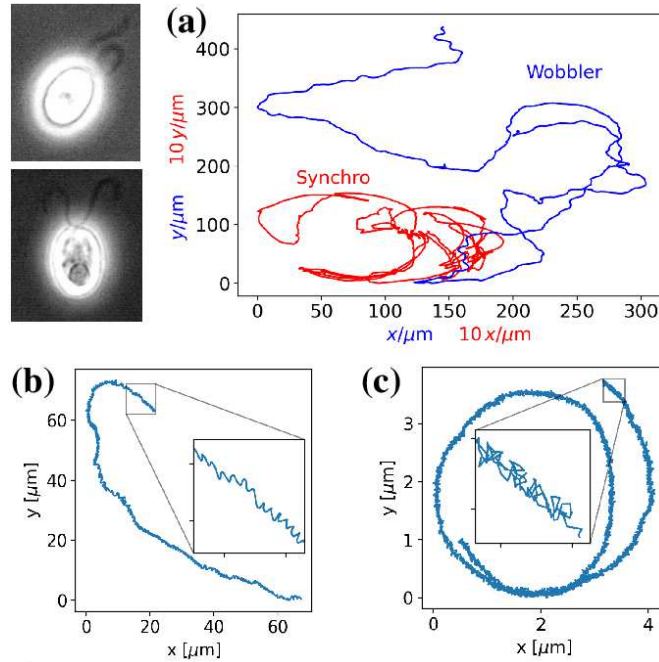 (a)
Wobbler
Synchro
10 y/μm
y/μm
400
300
200
100
0
0 50 100 150 200 250 300
x/μm 10 x/μm
(b)
y [μm]
60
40
20
0
0 20 40 60
x [μm]
(c)
y [μm]
3
2
1
0
0 2 4
x [μm]